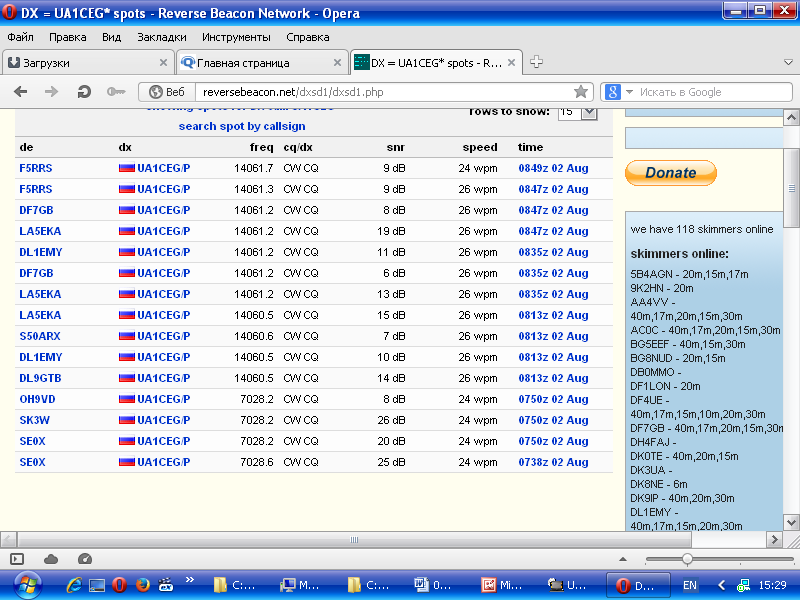 DX = UA1CEG* spots - Reverse Beacon Network - Opera
Файл Правка Вид Закладки Инструменты Справка
Загрузки
Главная страница
DX = UA1CEG* spots - R...
Веб
reversebeacon.net/dxsd1/dxsd1.php
Искать в Google
rows to show: 15
search spot by callsign
de dx freq cq/dx snr speed time
F5RRS UA1CEG/P 14061.7 CW CQ 9 dB 24 wpm 0849z 02 Aug
F5RRS UA1CEG/P 14061.3 CW CQ 9 dB 26 wpm 0847z 02 Aug
DF7GB UA1CEG/P 14061.2 CW CQ 8 dB 26 wpm 0847z 02 Aug
LA5EKA UA1CEG/P 14061.2 CW CQ 19 dB 26 wpm 0847z 02 Aug
DL1EMY UA1CEG/P 14061.2 CW CQ 11 dB 26 wpm 0835z 02 Aug
DF7GB UA1CEG/P 14061.2 CW CQ 6 dB 26 wpm 0835z 02 Aug
LA5EKA UA1CEG/P 14061.2 CW CQ 13 dB 26 wpm 0835z 02 Aug
LA5EKA UA1CEG/P 14060.5 CW CQ 15 dB 26 wpm 0813z 02 Aug
S50ARX UA1CEG/P 14060.6 CW CQ 7 dB 26 wpm 0813z 02 Aug
DL1EMY UA1CEG/P 14060.5 CW CQ 10 dB 26 wpm 0813z 02 Aug
DL9GTB UA1CEG/P 14060.5 CW CQ 14 dB 26 wpm 0813z 02 Aug
OH9VD UA1CEG/P 7028.2 CW CQ 8 dB 24 wpm 0750z 02 Aug
SK3W UA1CEG/P 7028.2 CW CQ 26 dB 24 wpm 0750z 02 Aug
SE0X UA1CEG/P 7028.2 CW CQ 20 dB 24 wpm 0750z 02 Aug
SE0X UA1CEG/P 7028.6 CW CQ 25 dB 24 wpm 0738z 02 Aug
Donate
we have 118 skimmers online
skimmers online:
5B4AGN - 20m,15m,17m
9K2HN - 20m
AA4VV -
40m,17m,20m,15m,30m
AC0C - 40m,17m,20m,15m,30m
BG5EEF - 40m,15m,30m
BG8NUD - 20m,15m
DB0MMO -
DF1LON - 20m
DF4UE -
40m,17m,15m,10m,20m,30m
DF7GB - 40m,17m,20m,15m,30m
DH4FAJ -
DK0TE - 40m,20m,15m
DK3UA -
DK8NE - 6m
DK9IP - 40m,20m,30m
DL1EMY -
40m,17m,15m,20m,30m
C:...
M...
C:...
О...
Mi...
U...
D...
EN
15:29